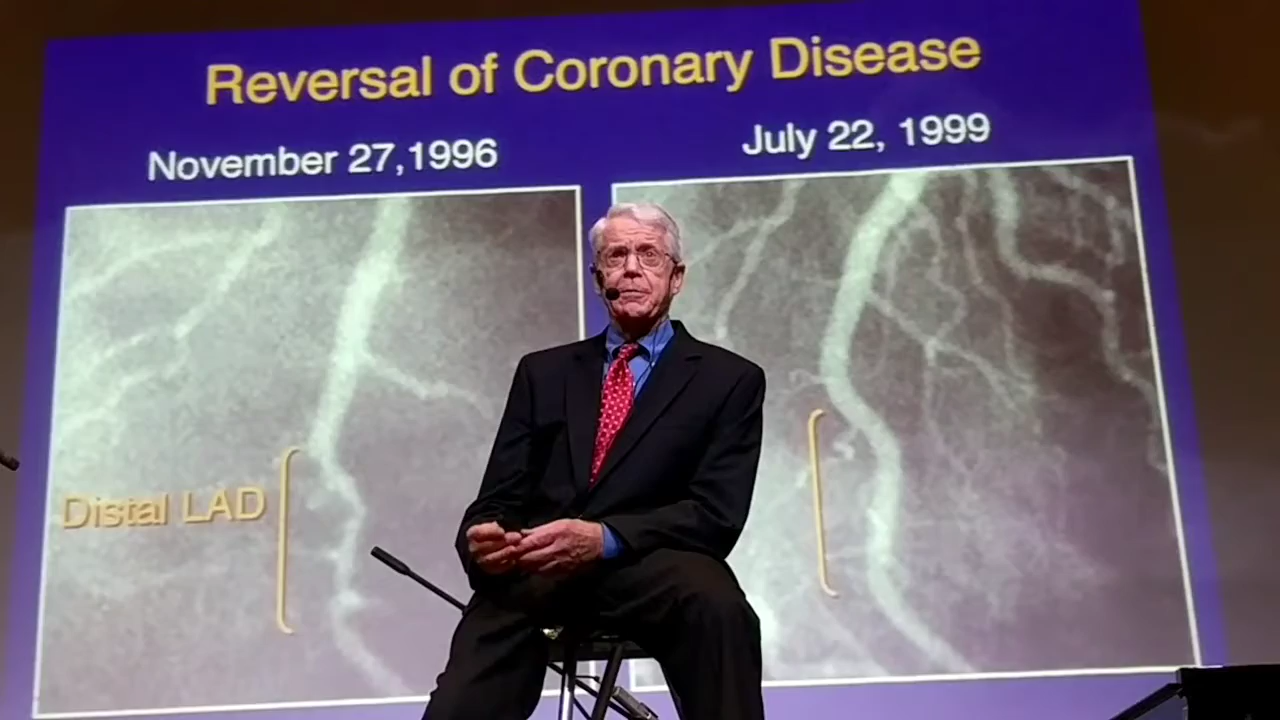 Reversal of Coronary Disease
November 27,1996
July 22, 1999
Distal LAD